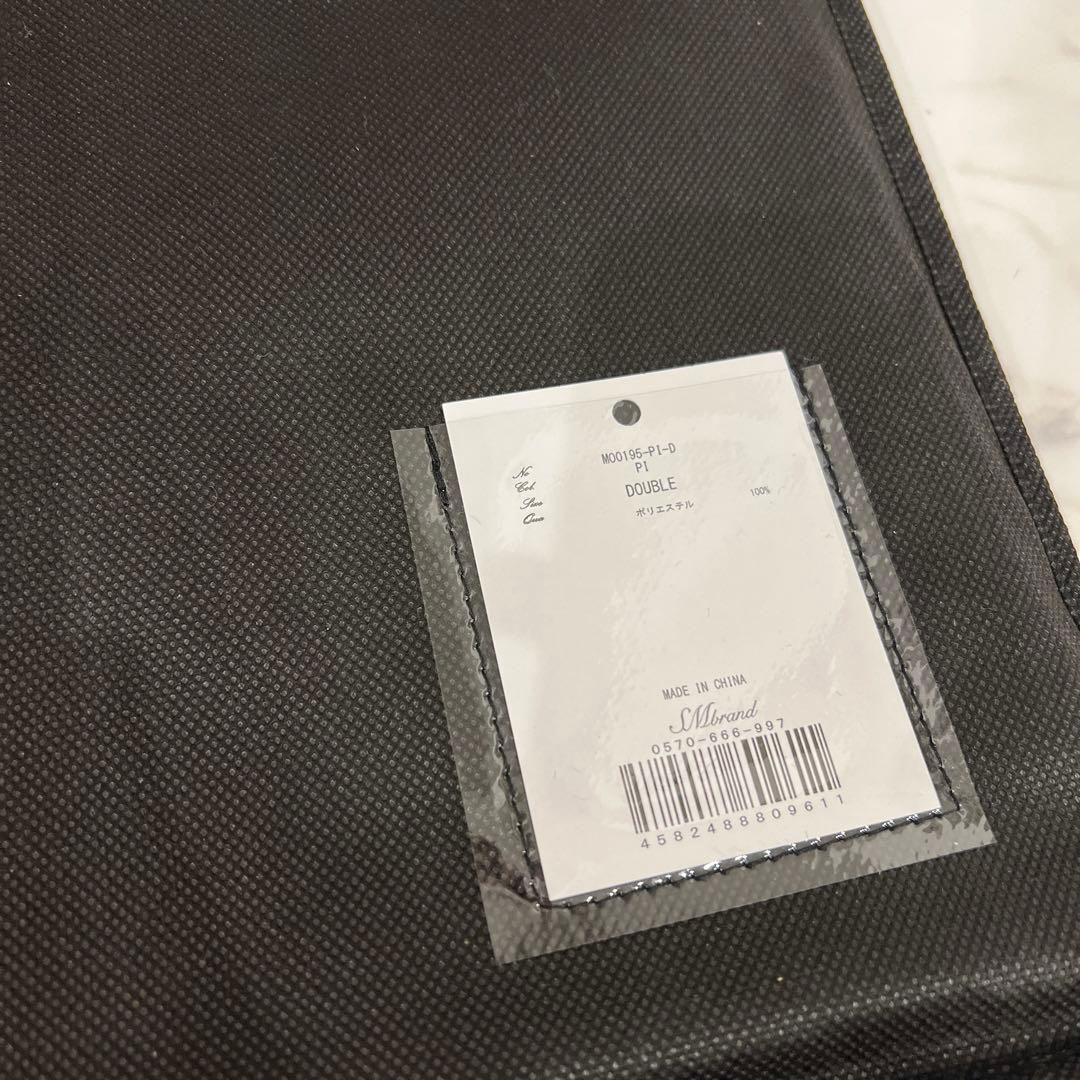 No M00195-PI-D
Col. PI
Size DOUBLE
Qua ポリエステル 100%
MADE IN CHINA
SMbrand
0570-666-997
4582488809611